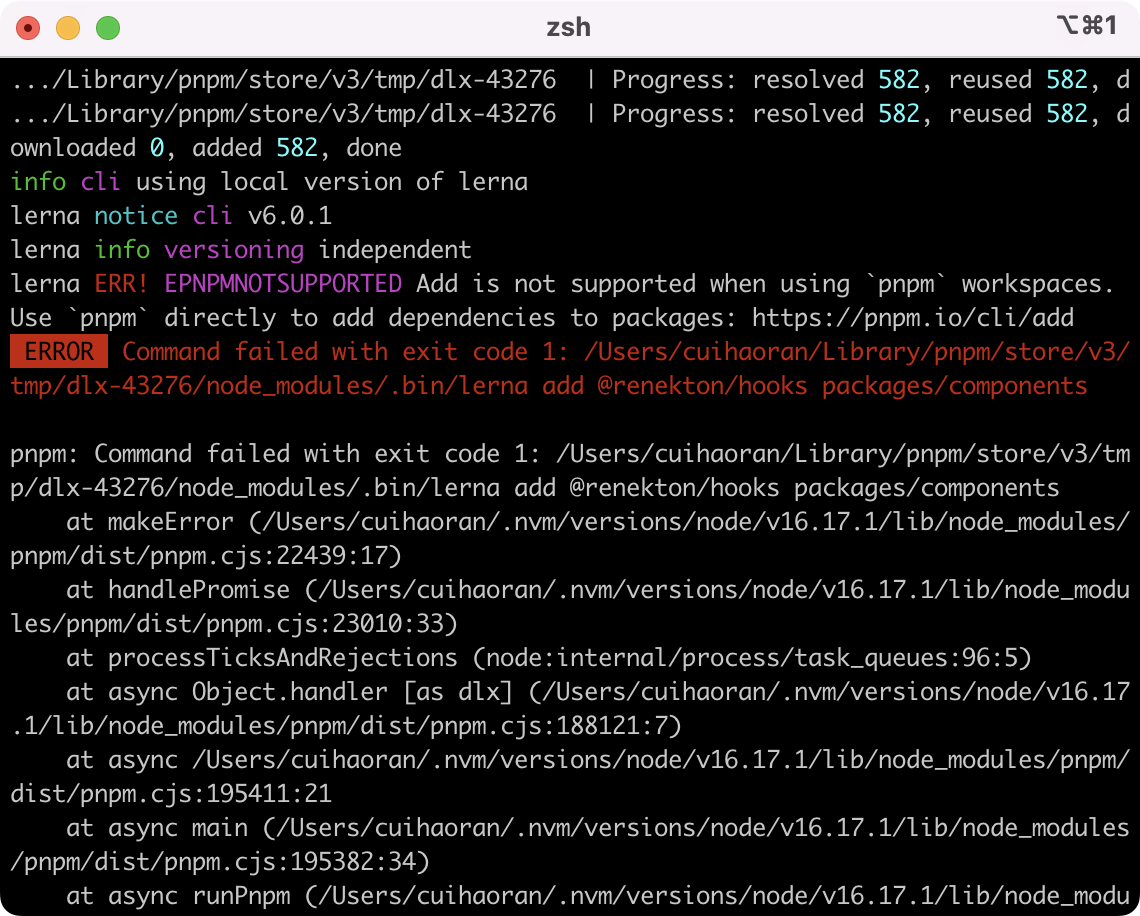 zsh
⌥⌘1
.../Library/pnpm/store/v3/tmp/dlx-43276  | Progress: resolved 582, reused 582, d
.../Library/pnpm/store/v3/tmp/dlx-43276  | Progress: resolved 582, reused 582, d
ownloaded 0, added 582, done
info cli using local version of lerna
lerna notice cli v6.0.1
lerna info versioning independent
lerna ERR! EPNPMNOTSUPPORTED Add is not supported when using `pnpm` workspaces.
Use `pnpm` directly to add dependencies to packages: https://pnpm.io/cli/add
ERROR  Command failed with exit code 1: /Users/cuihaoran/Library/pnpm/store/v3/
tmp/dlx-43276/node_modules/.bin/lerna add @renekton/hooks packages/components
pnpm: Command failed with exit code 1: /Users/cuihaoran/Library/pnpm/store/v3/tm
p/dlx-43276/node_modules/.bin/lerna add @renekton/hooks packages/components
    at makeError (/Users/cuihaoran/.nvm/versions/node/v16.17.1/lib/node_modules/
pnpm/dist/pnpm.cjs:22439:17)
    at handlePromise (/Users/cuihaoran/.nvm/versions/node/v16.17.1/lib/node_modu
les/pnpm/dist/pnpm.cjs:23010:33)
    at processTicksAndRejections (node:internal/process/task_queues:96:5)
    at async Object.handler [as dlx] (/Users/cuihaoran/.nvm/versions/node/v16.17
.1/lib/node_modules/pnpm/dist/pnpm.cjs:188121:7)
    at async /Users/cuihaoran/.nvm/versions/node/v16.17.1/lib/node_modules/pnpm/
dist/pnpm.cjs:195411:21
    at async main (/Users/cuihaoran/.nvm/versions/node/v16.17.1/lib/node_modules
/pnpm/dist/pnpm.cjs:195382:34)
    at async runPnpm (/Users/cuihaoran/.nvm/versions/node/v16.17.1/lib/node_modu